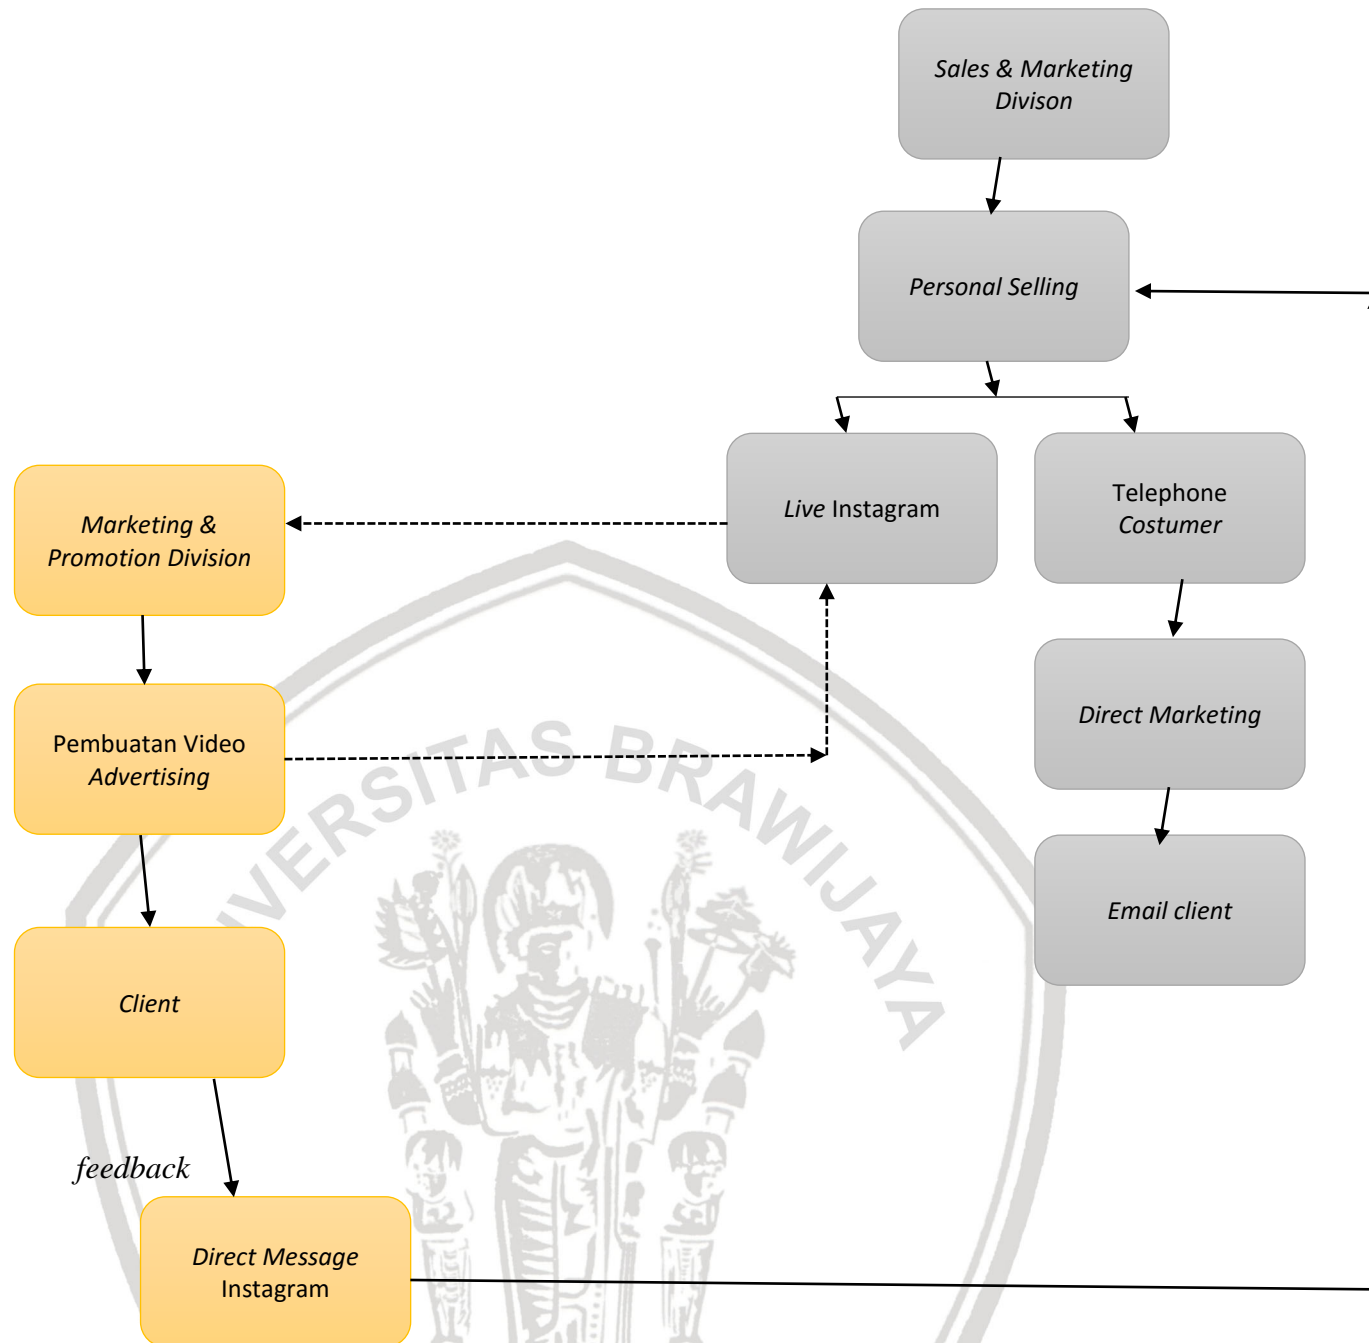 Sales & Marketing
Divison
Personal Selling
Live Instagram
Telephone
Costumer
Marketing &
Promotion Division
Direct Marketing
Pembuatan Video
Advertising
Email client
Client
feedback
Direct Message
Instagram
BRAWIJAYA